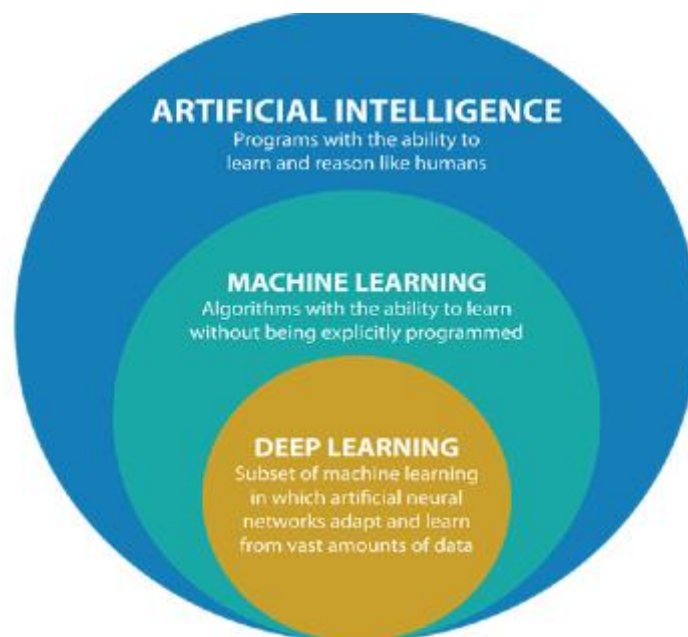 ARTIFICIAL INTELLIGENCE
Programs with the ability to
learn and reason like humans
MACHINE LEARNING
Algorithms with the ability to learn
without being explicitly programmed
DEEP LEARNING
Subset of machine learning
in which artificial neural
networks adapt and learn
from vast amounts of data